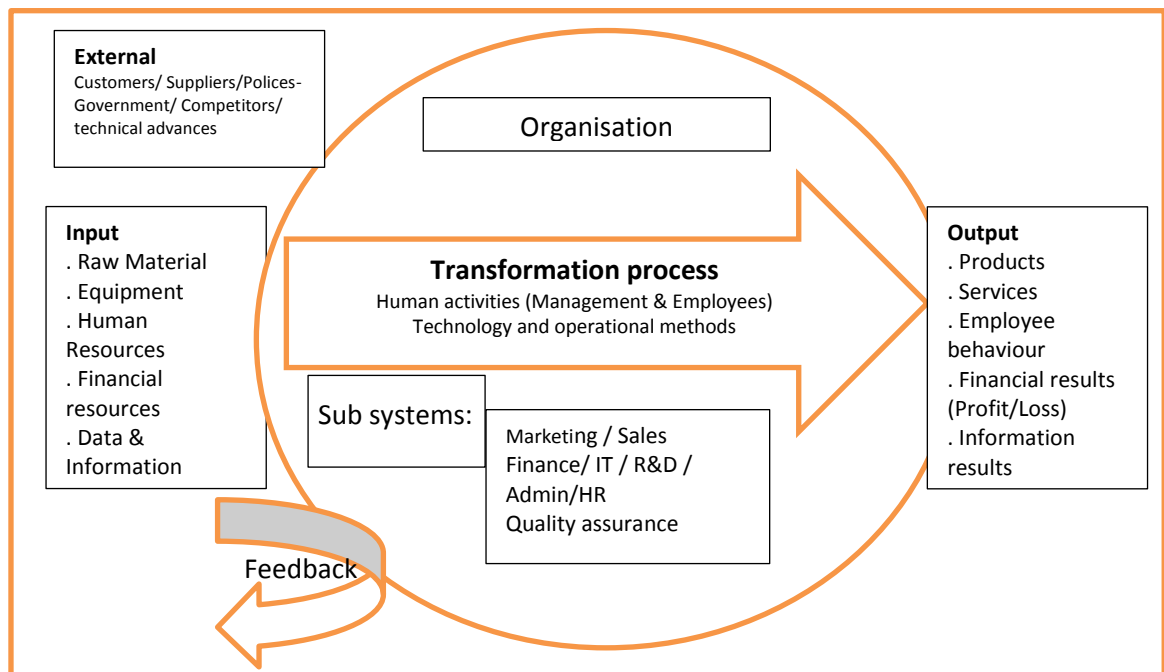 External
Customers/ Suppliers/Polices-
Government/ Competitors/
technical advances
Organisation
Input
. Raw Material
. Equipment
. Human
Resources
. Financial
resources
. Data &
Information
Transformation process
Human activities (Management & Employees)
Technology and operational methods
Output
. Products
. Services
. Employee
behaviour
. Financial results
(Profit/Loss)
. Information
results
Sub systems:
Marketing / Sales
Finance/ IT / R&D /
Admin/HR
Quality assurance
Feedback